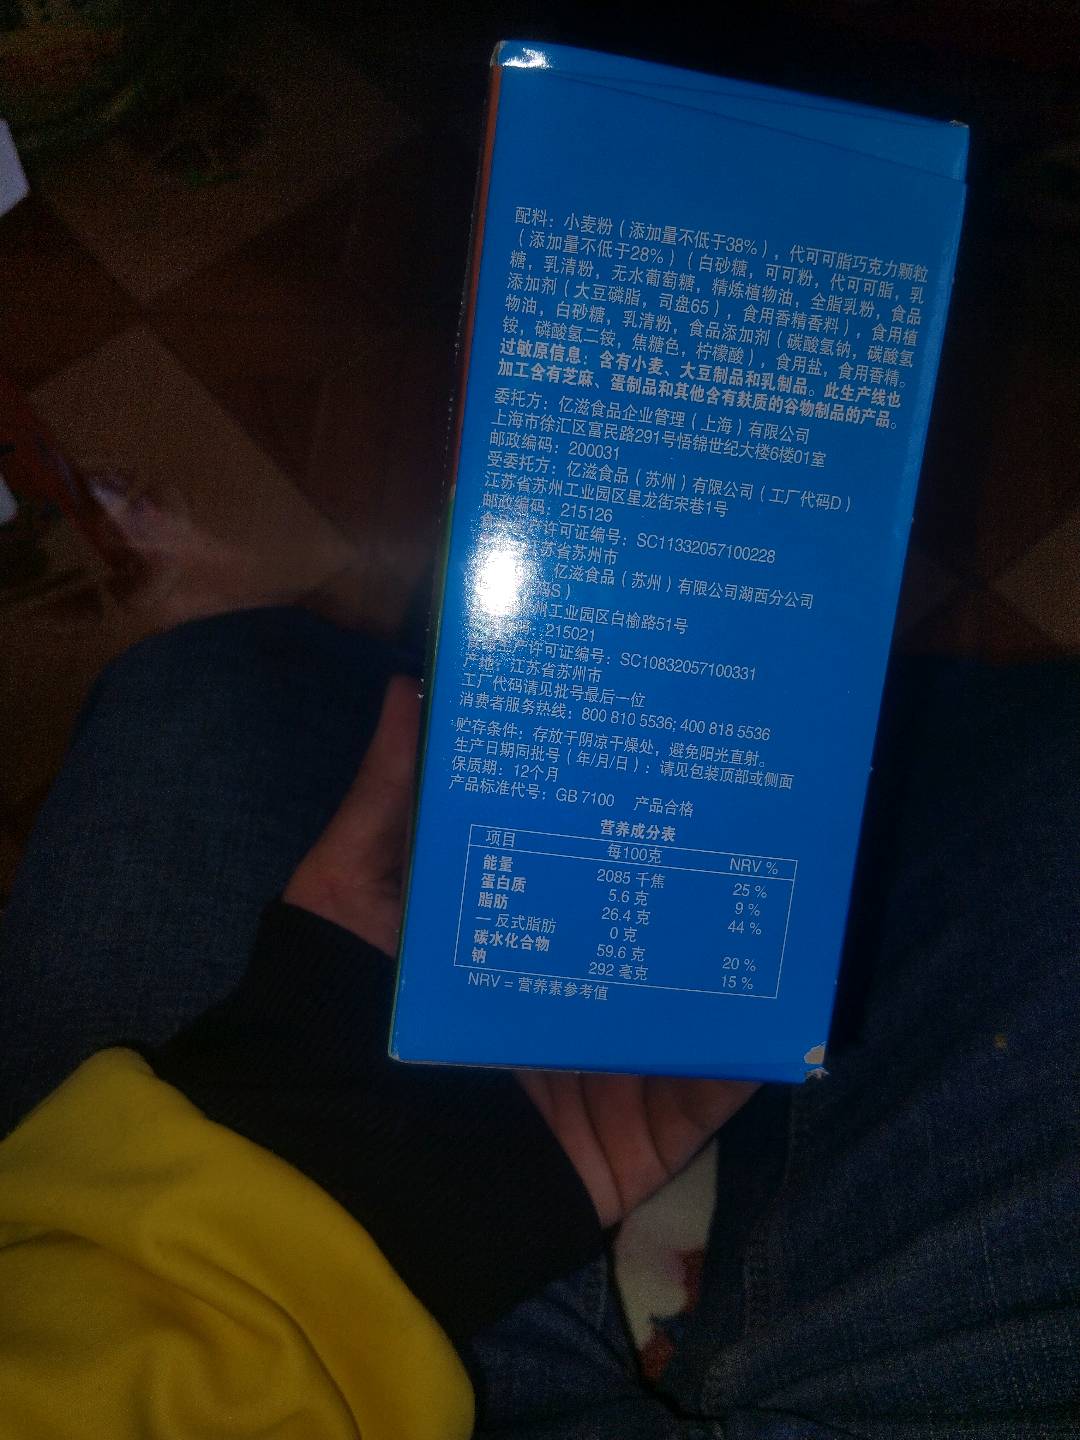 配料：小麦粉（添加量不低于38%），代可可脂巧克力颗粒
（添加量不低于28%）（白砂糖，可可粉，代可可脂，乳
糖，乳清粉，无水葡萄糖，精炼植物油，全脂乳粉，食品
添加剂（大豆磷脂，司盘65），食用香精香料），食用植
物油，白砂糖，乳清粉，食品添加剂（碳酸氢钠，碳酸氢
铵，磷酸氢二铵，焦糖色，柠檬酸），食用盐，食用香精。
过敏原信息：含有小麦、大豆制品和乳制品。此生产线也
加工含有芝麻、蛋制品和其他含有麸质的谷物制品的产品。
委托方：亿滋食品企业管理（上海）有限公司
上海市徐汇区富民路291号悟锦世纪大楼6楼01室
邮政编码：200031
受委托方：亿滋食品（苏州）有限公司（工厂代码D）
江苏省苏州工业园区星龙街宋巷1号
邮政编码：215126
许可证编号：SC11332057100228
江苏省苏州市
亿滋食品（苏州）有限公司湖西分公司
S）
州工业园区白榆路51号
215021
生产许可证编号：SC10832057100331
产地：江苏省苏州市
工厂代码请见批号最后一位
消费者服务热线：800 810 5536; 400 818 5536
贮存条件：存放于阴凉干燥处，避免阳光直射。
生产日期同批号（年/月/日）：请见包装顶部或侧面
保质期：12个月
产品标准代号：GB 7100 产品合格
营养成分表
项目 每100克 NRV %
能量 2085 千焦 25 %
蛋白质 5.6 克 9 %
脂肪 26.4 克 44 %
一 反式脂肪 0 克
碳水化合物 59.6 克 20 %
钠 292 毫克 15 %
NRV = 营养素参考值